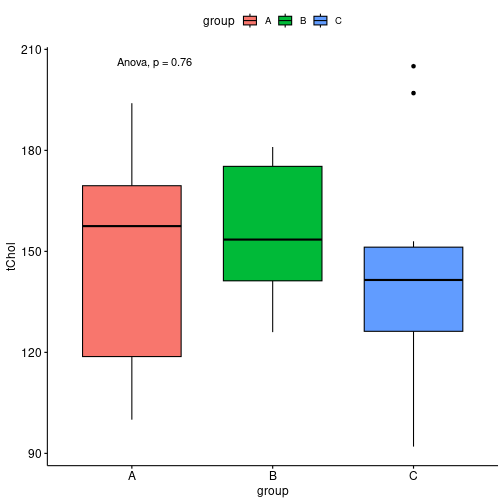 group A B C
210
Anova, p = 0.76
180
150
120
90
tChol
A B C
group